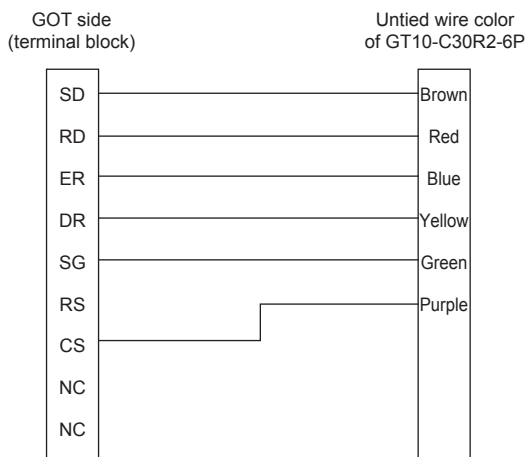 GOT side
(terminal block)
Untied wire color
of GT10-C30R2-6P
SD
Brown
RD
Red
ER
Blue
DR
Yellow
SG
Green
RS
Purple
CS
NC
NC